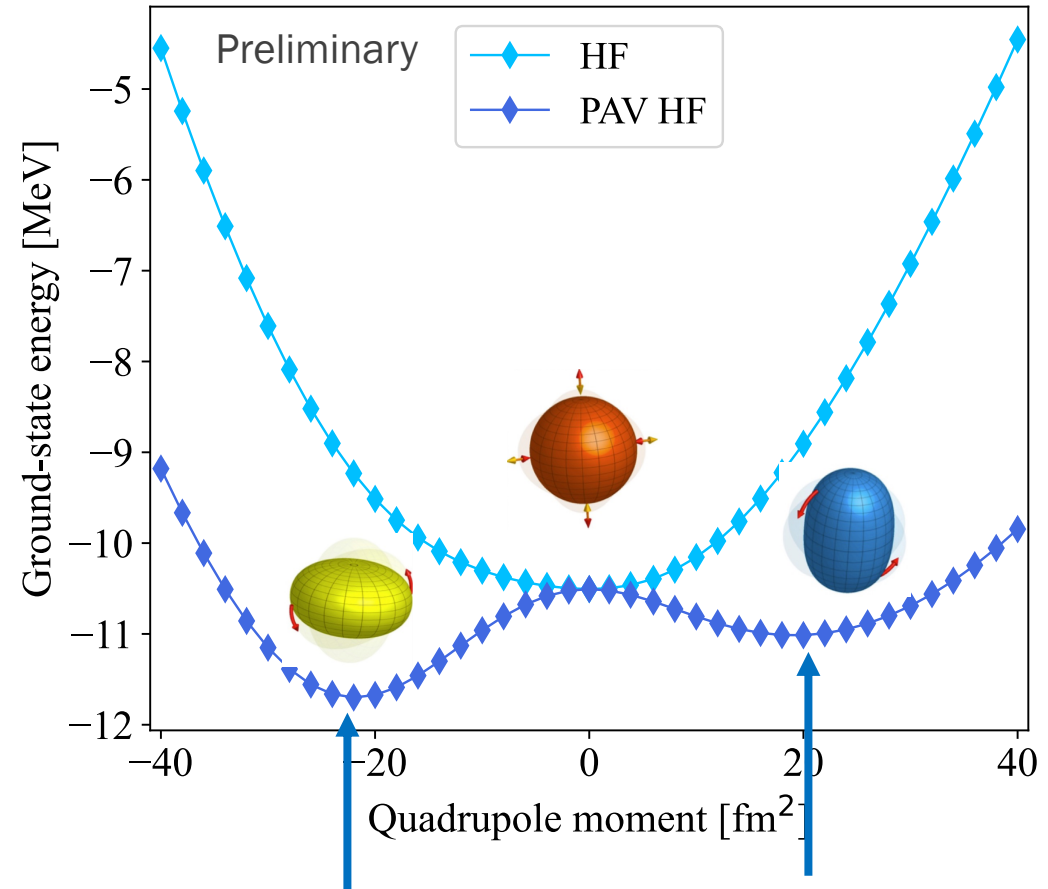 Preliminary
HF
PAV HF
Ground-state energy [MeV]
−5
−6
−7
−8
−9
−10
−11
−12
−40
−20
0
20
40
Quadrupole moment [fm²]